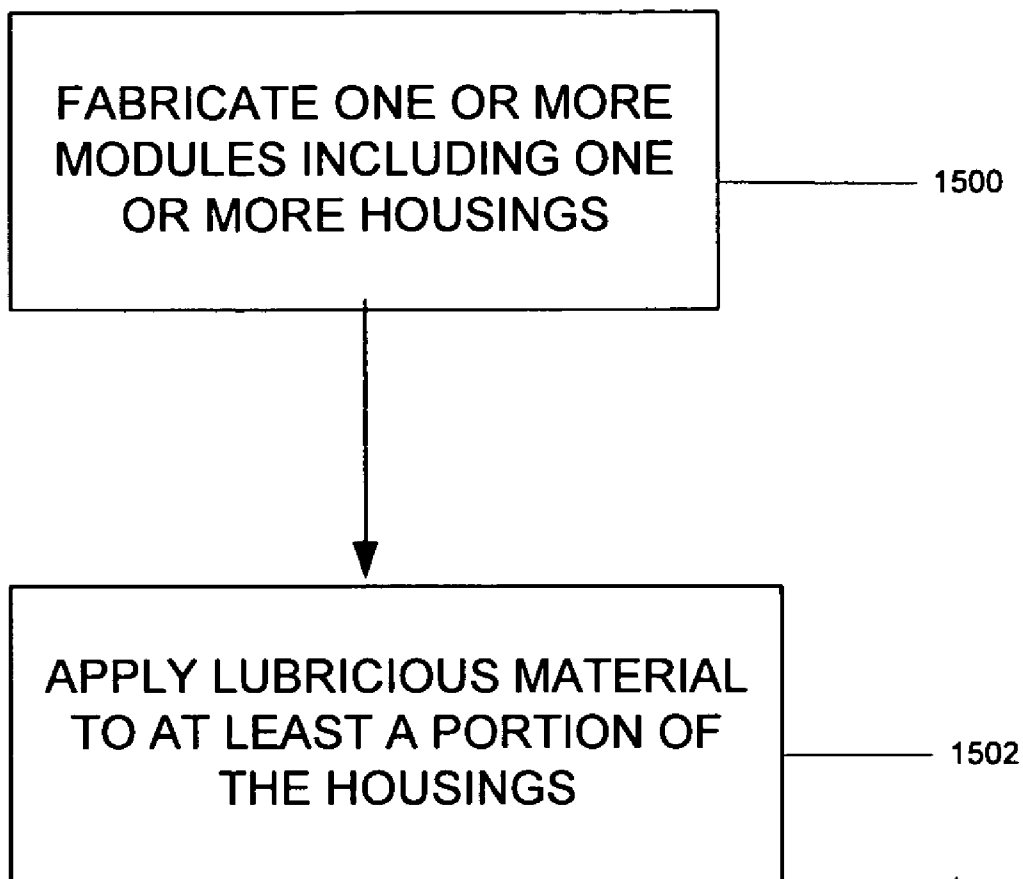 FABRICATE ONE OR MORE
MODULES INCLUDING ONE
OR MORE HOUSINGS
1500
APPLY LUBRICIOUS MATERIAL
TO AT LEAST A PORTION OF
THE HOUSINGS
1502